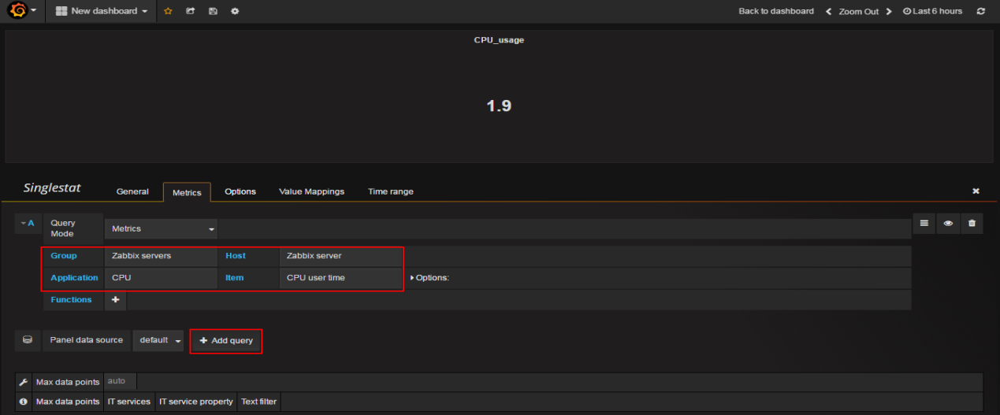 New dashboard Back to dashboard Zoom Out Last 6 hours
CPU_usage
1.9
Singlestat General Metrics Options Value Mappings Time range
A Query Mode Metrics
Group Zabbix servers Host Zabbix server
Application CPU Item CPU user time Options:
Functions
Panel data source default Add query
Max data points auto
Max data points IT services IT service property Text filter